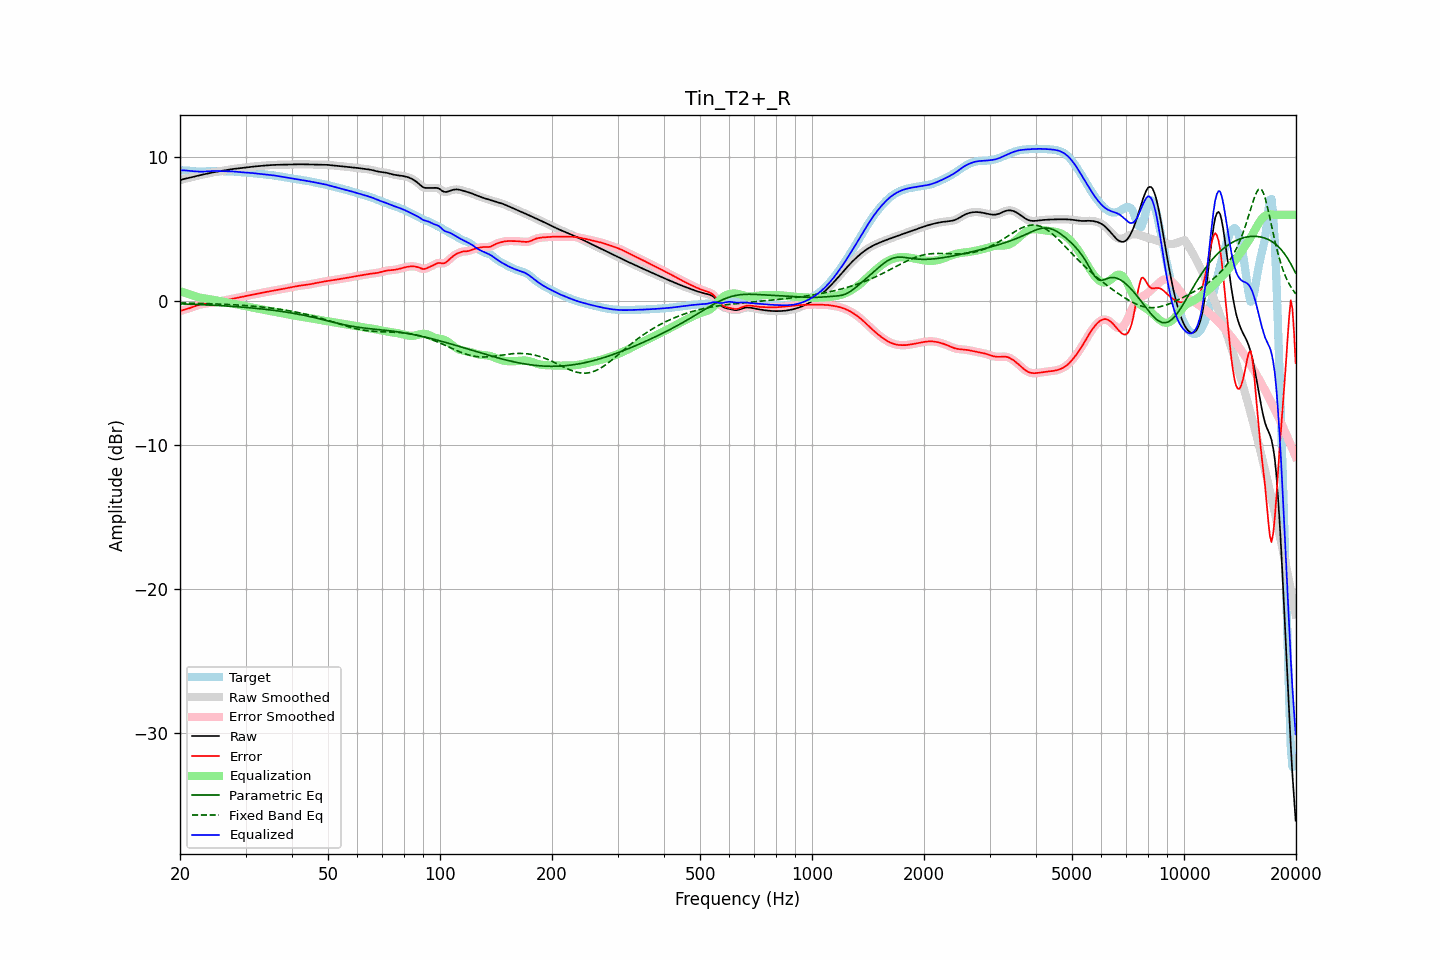 Tin_T2+_R
10
0
−10
−20
−30
Amplitude (dBr)
Target
Raw Smoothed
Error Smoothed
Raw
Error
Equalization
Parametric Eq
Fixed Band Eq
Equalized
20 50 100 200 500 1000 2000 5000 10000 20000
Frequency (Hz)